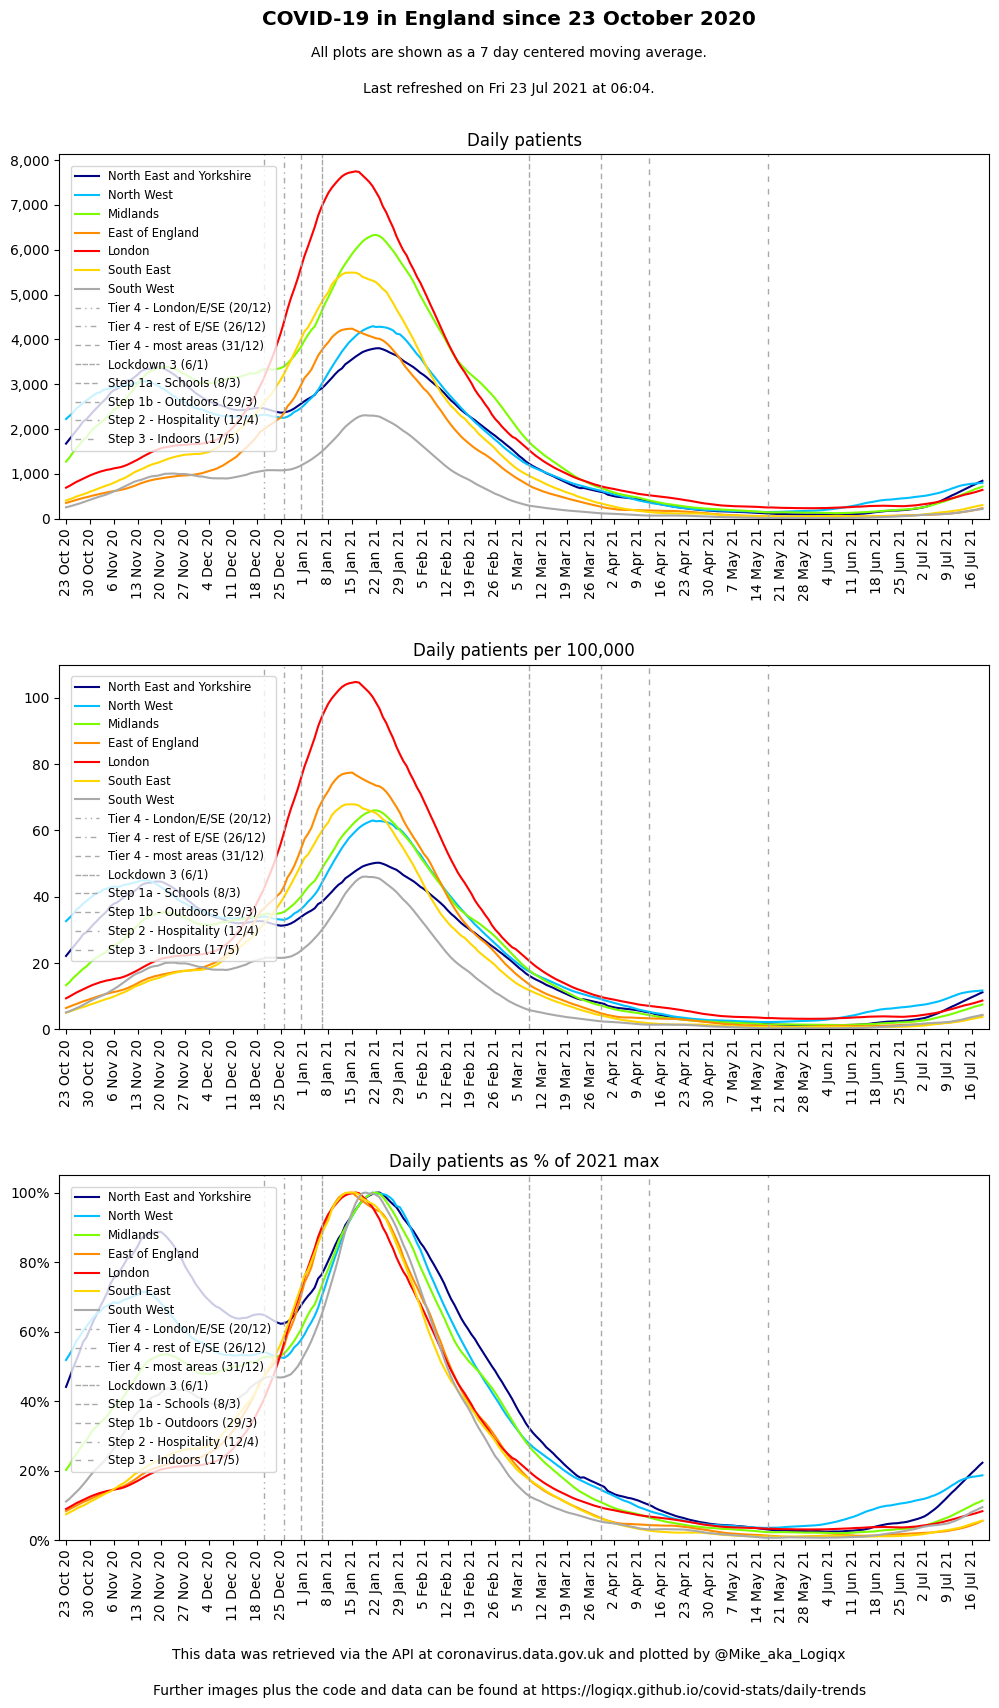 COVID-19 in England since 23 October 2020
All plots are shown as a 7 day centered moving average.
Last refreshed on Fri 23 Jul 2021 at 06:04.
Daily patients
8,000
7,000
6,000
5,000
4,000
3,000
2,000
1,000
0
North East and Yorkshire
North West
Midlands
East of England
London
South East
South West
Tier 4 - London/E/SE (20/12)
Tier 4 - rest of E/SE (26/12)
Tier 4 - most areas (31/12)
Lockdown 3 (6/1)
Step 1a - Schools (8/3)
Step 1b - Outdoors (29/3)
Step 2 - Hospitality (12/4)
Step 3 - Indoors (17/5)
23 Oct 20
30 Oct 20
6 Nov 20
13 Nov 20
20 Nov 20
27 Nov 20
4 Dec 20
11 Dec 20
18 Dec 20
25 Dec 20
1 Jan 21
8 Jan 21
15 Jan 21
22 Jan 21
29 Jan 21
5 Feb 21
12 Feb 21
19 Feb 21
26 Feb 21
5 Mar 21
12 Mar 21
19 Mar 21
26 Mar 21
2 Apr 21
9 Apr 21
16 Apr 21
23 Apr 21
30 Apr 21
7 May 21
14 May 21
21 May 21
28 May 21
4 Jun 21
11 Jun 21
18 Jun 21
25 Jun 21
2 Jul 21
9 Jul 21
16 Jul 21
Daily patients per 100,000
100
80
60
40
20
0
North East and Yorkshire
North West
Midlands
East of England
London
South East
South West
Tier 4 - London/E/SE (20/12)
Tier 4 - rest of E/SE (26/12)
Tier 4 - most areas (31/12)
Lockdown 3 (6/1)
Step 1a - Schools (8/3)
Step 1b - Outdoors (29/3)
Step 2 - Hospitality (12/4)
Step 3 - Indoors (17/5)
23 Oct 20
30 Oct 20
6 Nov 20
13 Nov 20
20 Nov 20
27 Nov 20
4 Dec 20
11 Dec 20
18 Dec 20
25 Dec 20
1 Jan 21
8 Jan 21
15 Jan 21
22 Jan 21
29 Jan 21
5 Feb 21
12 Feb 21
19 Feb 21
26 Feb 21
5 Mar 21
12 Mar 21
19 Mar 21
26 Mar 21
2 Apr 21
9 Apr 21
16 Apr 21
23 Apr 21
30 Apr 21
7 May 21
14 May 21
21 May 21
28 May 21
4 Jun 21
11 Jun 21
18 Jun 21
25 Jun 21
2 Jul 21
9 Jul 21
16 Jul 21
Daily patients as % of 2021 max
100%
80%
60%
40%
20%
0%
North East and Yorkshire
North West
Midlands
East of England
London
South East
South West
Tier 4 - London/E/SE (20/12)
Tier 4 - rest of E/SE (26/12)
Tier 4 - most areas (31/12)
Lockdown 3 (6/1)
Step 1a - Schools (8/3)
Step 1b - Outdoors (29/3)
Step 2 - Hospitality (12/4)
Step 3 - Indoors (17/5)
23 Oct 20
30 Oct 20
6 Nov 20
13 Nov 20
20 Nov 20
27 Nov 20
4 Dec 20
11 Dec 20
18 Dec 20
25 Dec 20
1 Jan 21
8 Jan 21
15 Jan 21
22 Jan 21
29 Jan 21
5 Feb 21
12 Feb 21
19 Feb 21
26 Feb 21
5 Mar 21
12 Mar 21
19 Mar 21
26 Mar 21
2 Apr 21
9 Apr 21
16 Apr 21
23 Apr 21
30 Apr 21
7 May 21
14 May 21
21 May 21
28 May 21
4 Jun 21
11 Jun 21
18 Jun 21
25 Jun 21
2 Jul 21
9 Jul 21
16 Jul 21
This data was retrieved via the API at coronavirus.data.gov.uk and plotted by @Mike_aka_Logiqx
Further images plus the code and data can be found at https://logiqx.github.io/covid-stats/daily-trends